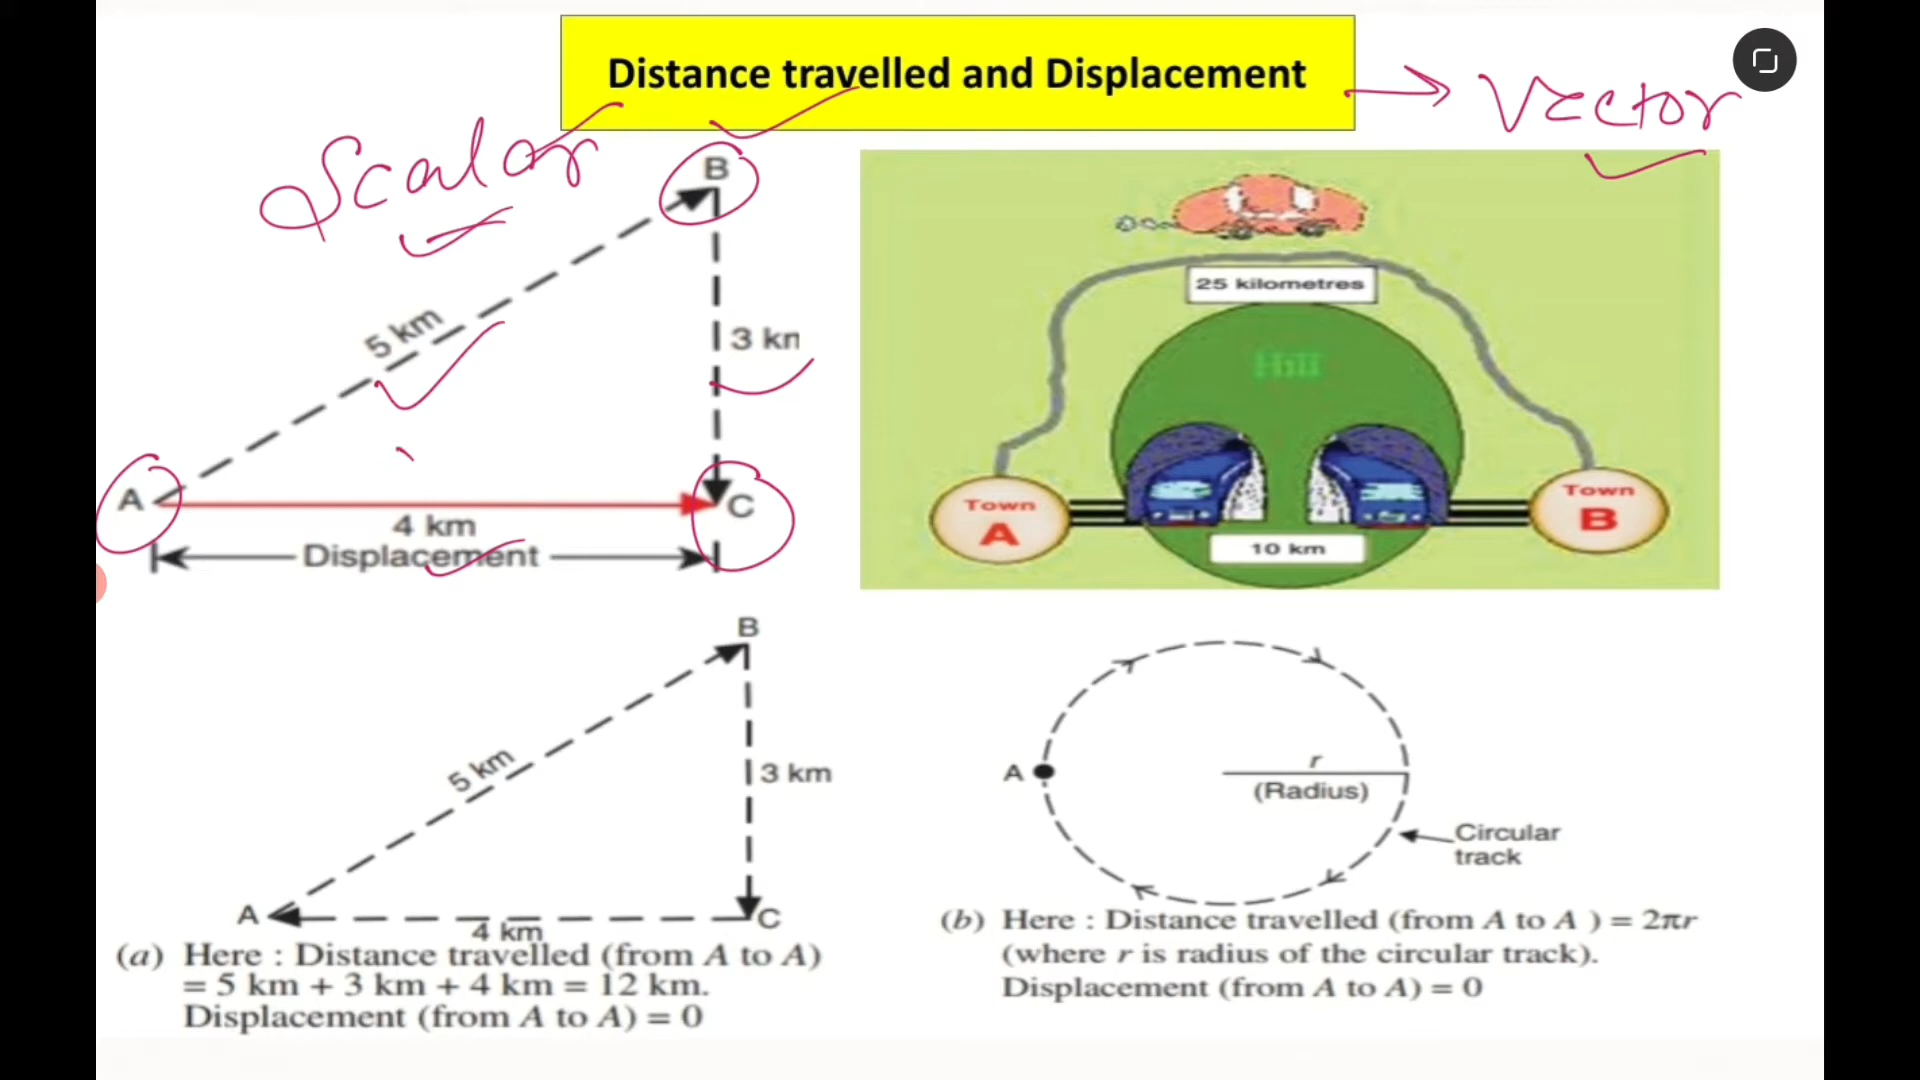 Distance travelled and Displacement
Vector
Scalar
B
5 km
3 kn
A
C
4 km
Displacement
25 kilometres
Hill
Town
A
Town
B
10 km
B
5 km
3 km
A
C
4 km
(a) Here : Distance travelled (from A to A)
= 5 km + 3 km + 4 km = 12 km.
Displacement (from A to A) = 0
A
r
(Radius)
Circular
track
(b) Here : Distance travelled (from A to A ) = 2πr
(where r is radius of the circular track).
Displacement (from A to A) = 0